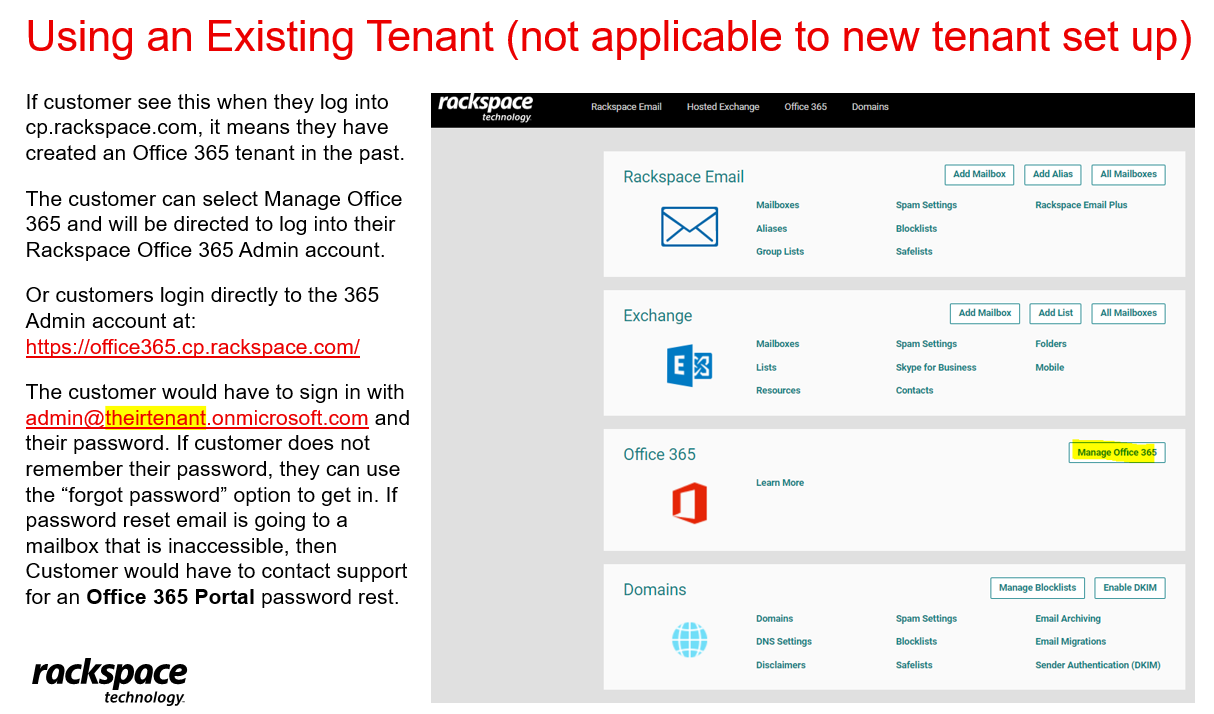 Using an Existing Tenant (not applicable to new tenant set up)
If customer see this when they log into
cp.rackspace.com, it means they have
created an Office 365 tenant in the past.
The customer can select Manage Office
365 and will be directed to log into their
Rackspace Office 365 Admin account.
Or customers login directly to the 365
Admin account at:
https://office365.cp.rackspace.com/
The customer would have to sign in with
admin@theirtenant.onmicrosoft.com and
their password. If customer does not
remember their password, they can use
the “forgot password” option to get in. If
password reset email is going to a
mailbox that is inaccessible, then
Customer would have to contact support
for an Office 365 Portal password rest.
rackspace
technology.
rackspace
technology.
Rackspace Email Hosted Exchange Office 365 Domains
Rackspace Email
Add Mailbox Add Alias All Mailboxes
Mailboxes Spam Settings Rackspace Email Plus
Aliases Blocklists
Group Lists Safelists
Exchange
Add Mailbox Add List All Mailboxes
E
Mailboxes Spam Settings Folders
Lists Skype for Business Mobile
Resources Contacts
Office 365
Manage Office 365
Learn More
Domains
Manage Blocklists Enable DKIM
Domains Spam Settings Email Archiving
DNS Settings Blocklists Email Migrations
Disclaimers Safelists Sender Authentication (DKIM)